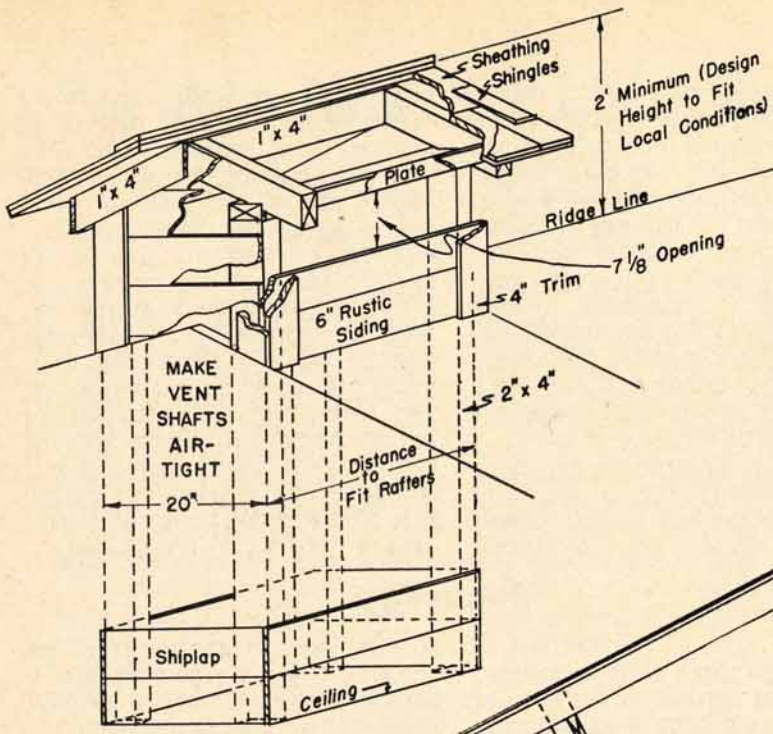 Sheathing
Shingles
2' Minimum (Design
Height to Fit
Local Conditions)
1" x 4"
1" x 4"
Plate
Ridge Line
7 1/8" Opening
4" Trim
6" Rustic
Siding
2" x 4"
MAKE
VENT
SHAFTS
AIR-
TIGHT
Distance
to
Fit Rafters
20"
Shiplap
Ceiling